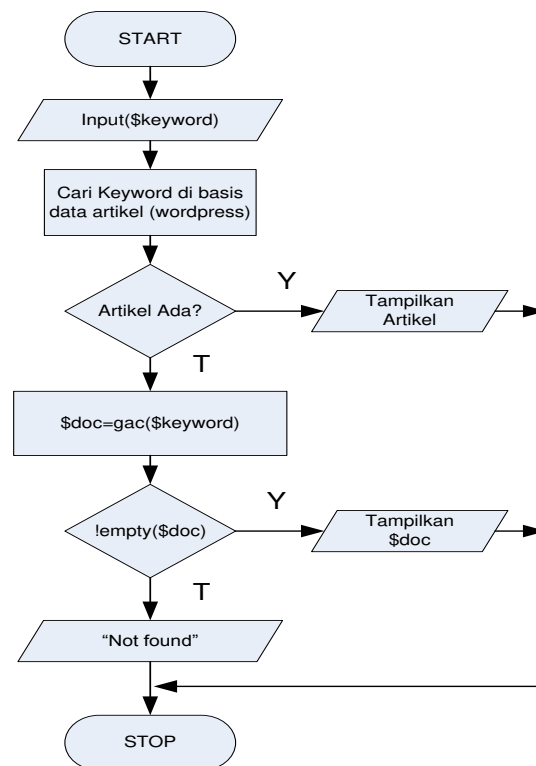 START
Input($keyword)
Cari Keyword di basis
data artikel (wordpress)
Artikel Ada?
Y
Tampilkan
Artikel
T
$doc=gac($keyword)
!empty($doc)
Y
Tampilkan
$doc
T
“Not found”
STOP